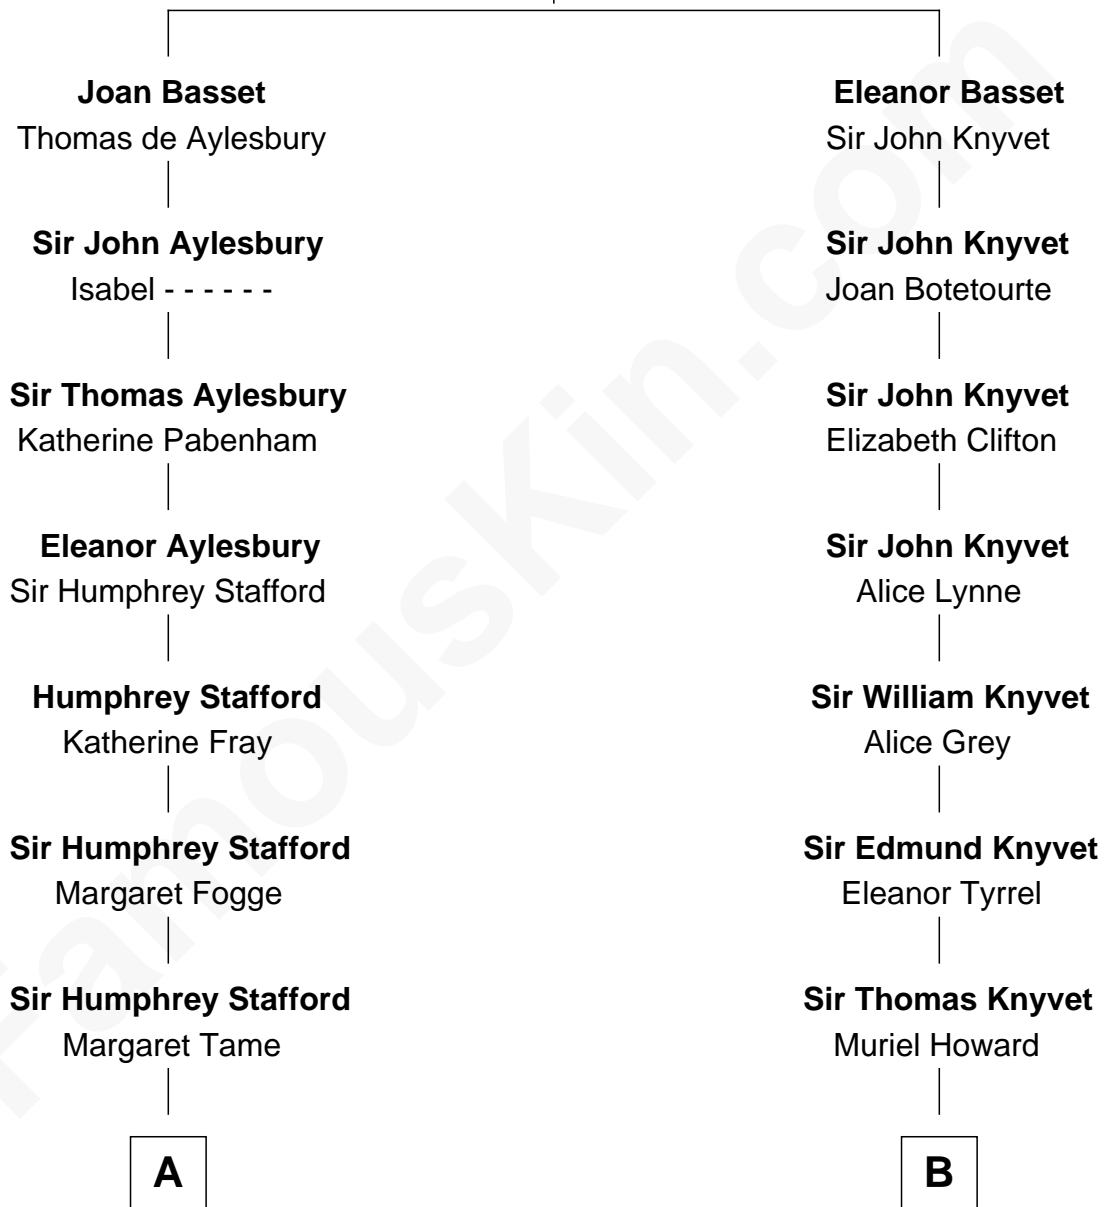 Joan Basset
Thomas de Aylesbury
Eleanor Basset
Sir John Knyvet
Sir John Aylesbury
Isabel - - - - - -
Sir John Knyvet
Joan Botetourte
Sir Thomas Aylesbury
Katherine Pabenham
Sir John Knyvet
Elizabeth Clifton
Eleanor Aylesbury
Sir Humphrey Stafford
Sir John Knyvet
Alice Lynne
Humphrey Stafford
Katherine Fray
Sir William Knyvet
Alice Grey
Sir Humphrey Stafford
Margaret Fogge
Sir Edmund Knyvet
Eleanor Tyrrel
Sir Humphrey Stafford
Margaret Tame
Sir Thomas Knyvet
Muriel Howard
A
B
FamousKin.com